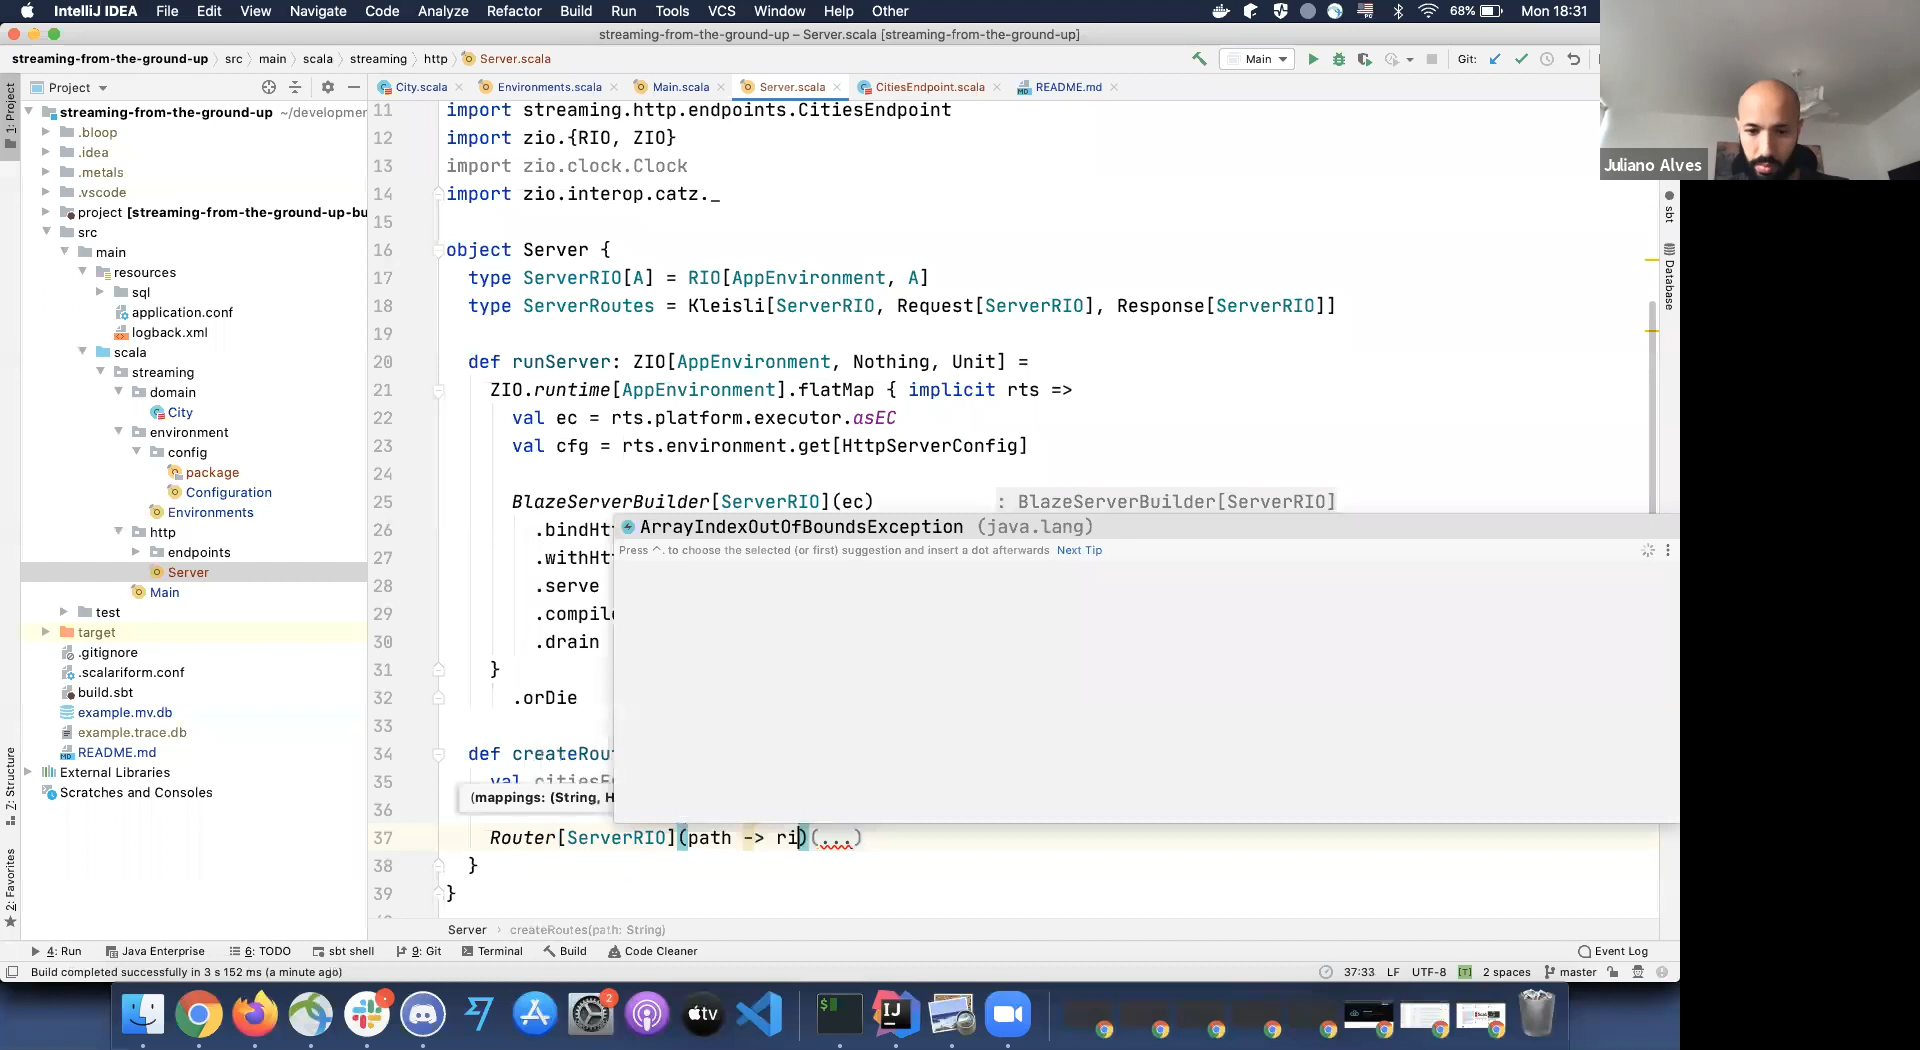 IntelliJ IDEA File Edit View Navigate Code Analyze Refactor Build Run Tools VCS Window Help Other 68% Mon 18:31
streaming-from-the-ground-up – Server.scala [streaming-from-the-ground-up]
streaming-from-the-ground-up › src › main › scala › streaming › http › Server.scala Main Git:
Project City.scala Environments.scala Main.scala Server.scala CitiesEndpoint.scala README.md
1: Project
streaming-from-the-ground-up ~/developmer
.bloop
.idea
.metals
.vscode
project [streaming-from-the-ground-up-bu
src
main
resources
sql
application.conf
logback.xml
scala
streaming
domain
City
environment
config
package
Configuration
Environments
http
endpoints
Server
Main
test
target
.gitignore
.scalariform.conf
build.sbt
example.mv.db
example.trace.db
README.md
External Libraries
Scratches and Consoles
7: Structure
2: Favorites
11 import streaming.http.endpoints.CitiesEndpoint
12 import zio.{RIO, ZIO}
13 import zio.clock.Clock
14 import zio.interop.catz._
15
16 object Server {
17 type ServerRIO[A] = RIO[AppEnvironment, A]
18 type ServerRoutes = Kleisli[ServerRIO, Request[ServerRIO], Response[ServerRIO]]
19
20 def runServer: ZIO[AppEnvironment, Nothing, Unit] =
21 ZIO.runtime[AppEnvironment].flatMap { implicit rts =>
22 val ec = rts.platform.executor.asEC
23 val cfg = rts.environment.get[HttpServerConfig]
24
25 BlazeServerBuilder[ServerRIO](ec) : BlazeServerBuilder[ServerRIO]
26 .bindHt
27 .withHt
28 .serve
29 .compile
30 .drain
31 }
32 .orDie
33
34 def createRou
35 val citiesE
36
37 Router[ServerRIO](path -> ri)(...)
38 }
39 }
ArrayIndexOutOfBoundsException (java.lang)
Press ^. to choose the selected (or first) suggestion and insert a dot afterwards Next Tip
(mappings: (String, H
Server › createRoutes(path: String)
sbt
Database
Juliano Alves
4: Run Java Enterprise 6: TODO sbt shell 9: Git Terminal Build Code Cleaner Event Log
Build completed successfully in 3 s 152 ms (a minute ago) 37:33 LF UTF-8 [T] 2 spaces master
2
tv
$
IJ